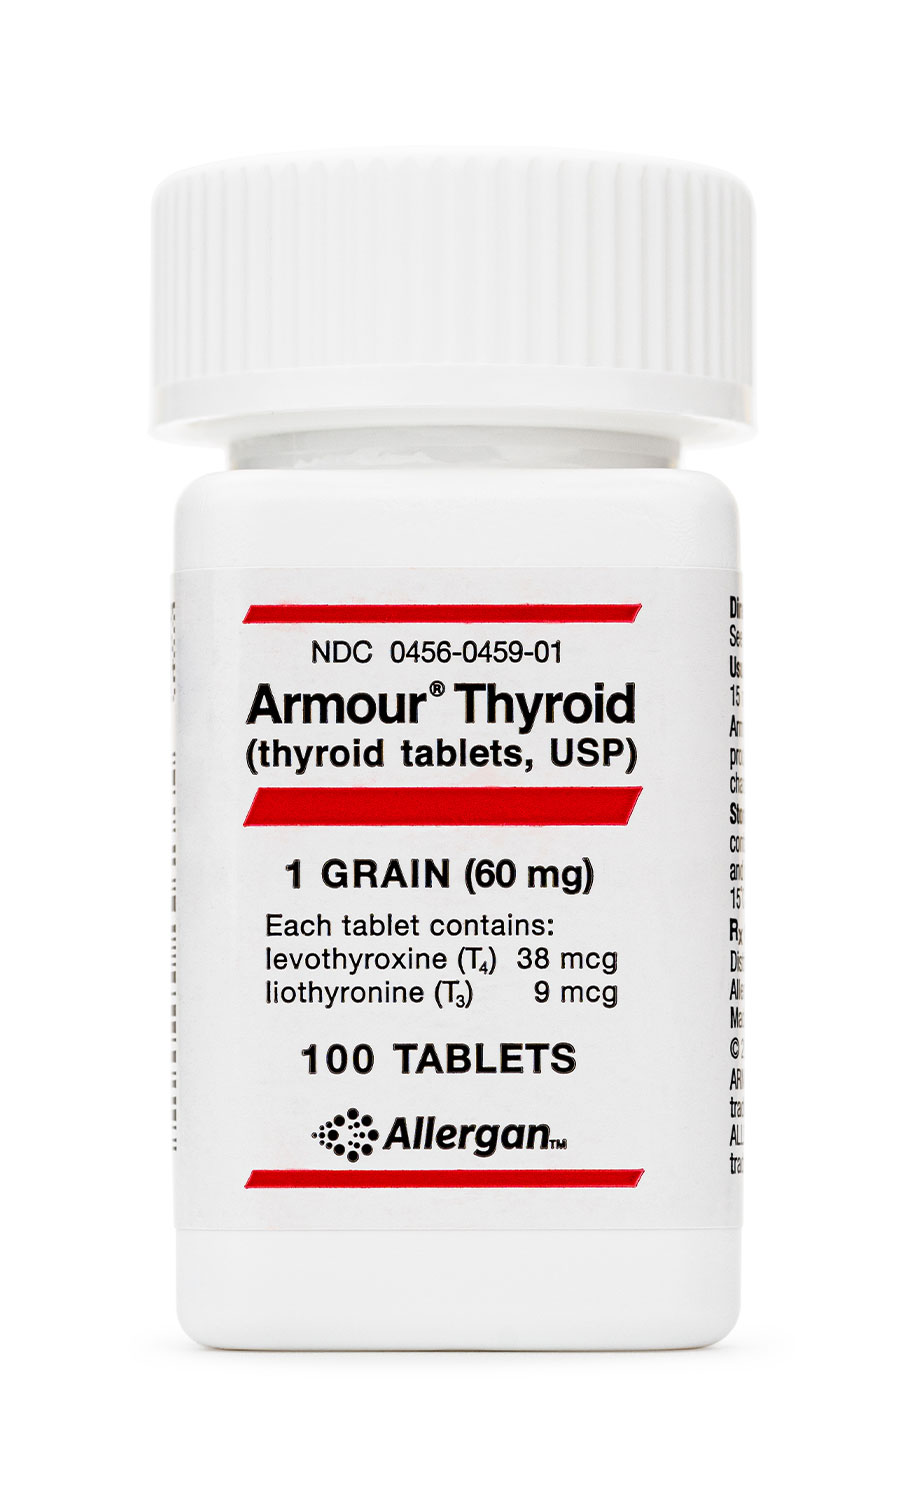 NDC 0456-0459-01
Armour® Thyroid
(thyroid tablets, USP)
1 GRAIN (60 mg)
Each tablet contains:
levothyroxine (T₄) 38 mcg
liothyronine (T₃) 9 mcg
100 TABLETS
Allergan™